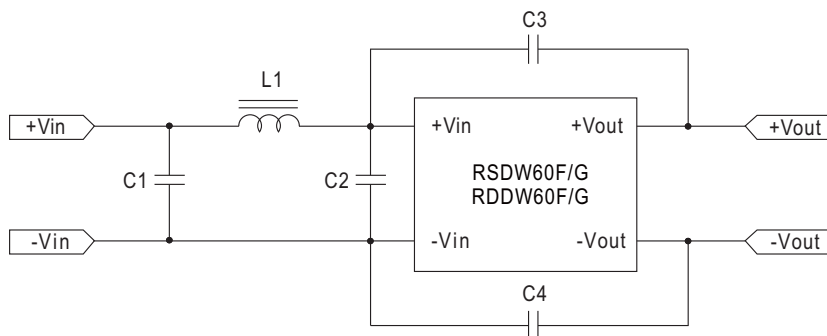 C3
L1
+Vin
+Vin
+Vout
+Vout
C1
C2
RSDW60F/G
RDDW60F/G
-Vin
-Vin
-Vout
-Vout
C4